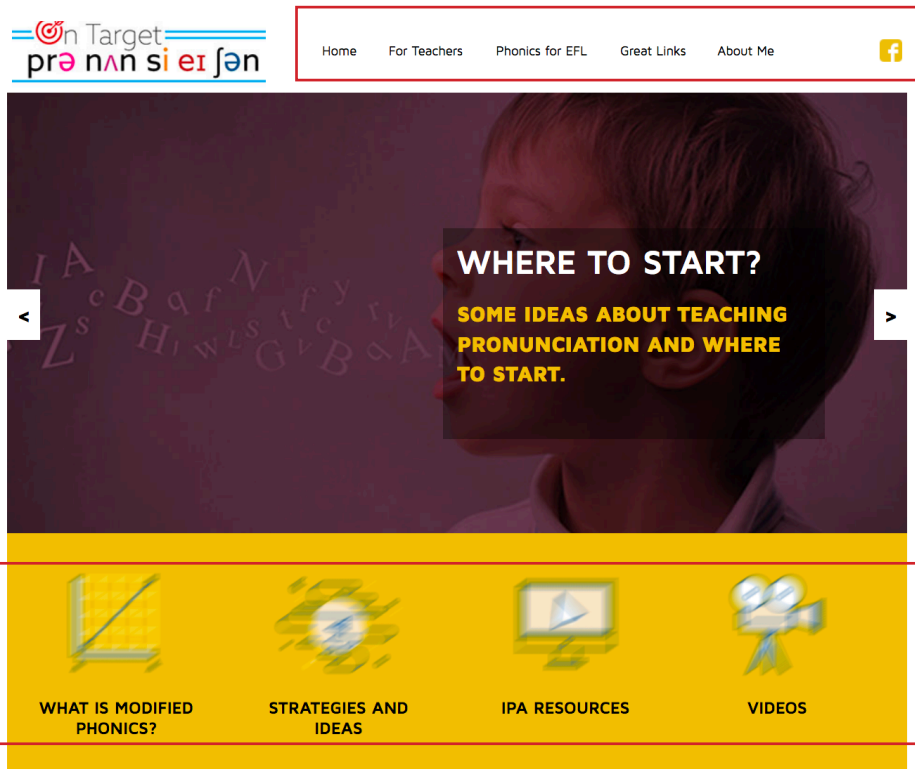 On Target
prə nʌn si eɪ ʃən
Home For Teachers Phonics for EFL Great Links About Me
WHERE TO START?
SOME IDEAS ABOUT TEACHING
PRONUNCIATION AND WHERE
TO START.
< >
WHAT IS MODIFIED
PHONICS?
STRATEGIES AND
IDEAS
IPA RESOURCES
VIDEOS